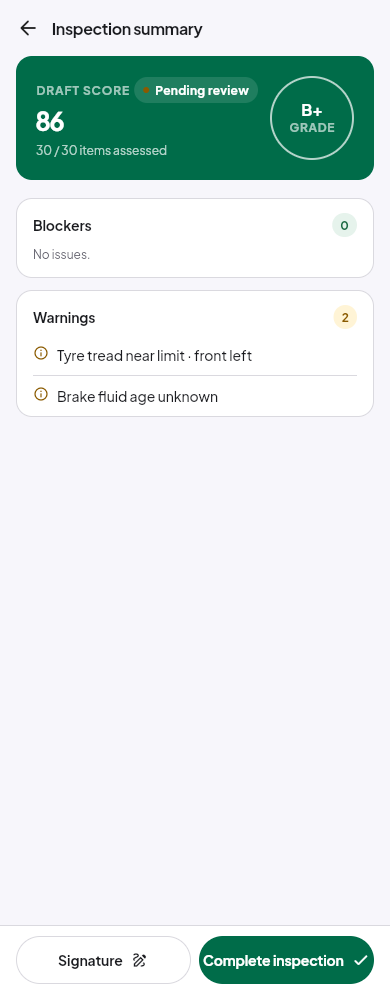 Inspection summary
DRAFT SCORE
Pending review
86
30 / 30 items assessed
B+
GRADE
Blockers
0
No issues.
Warnings
2
Tyre tread near limit · front left
Brake fluid age unknown
Signature
Complete inspection